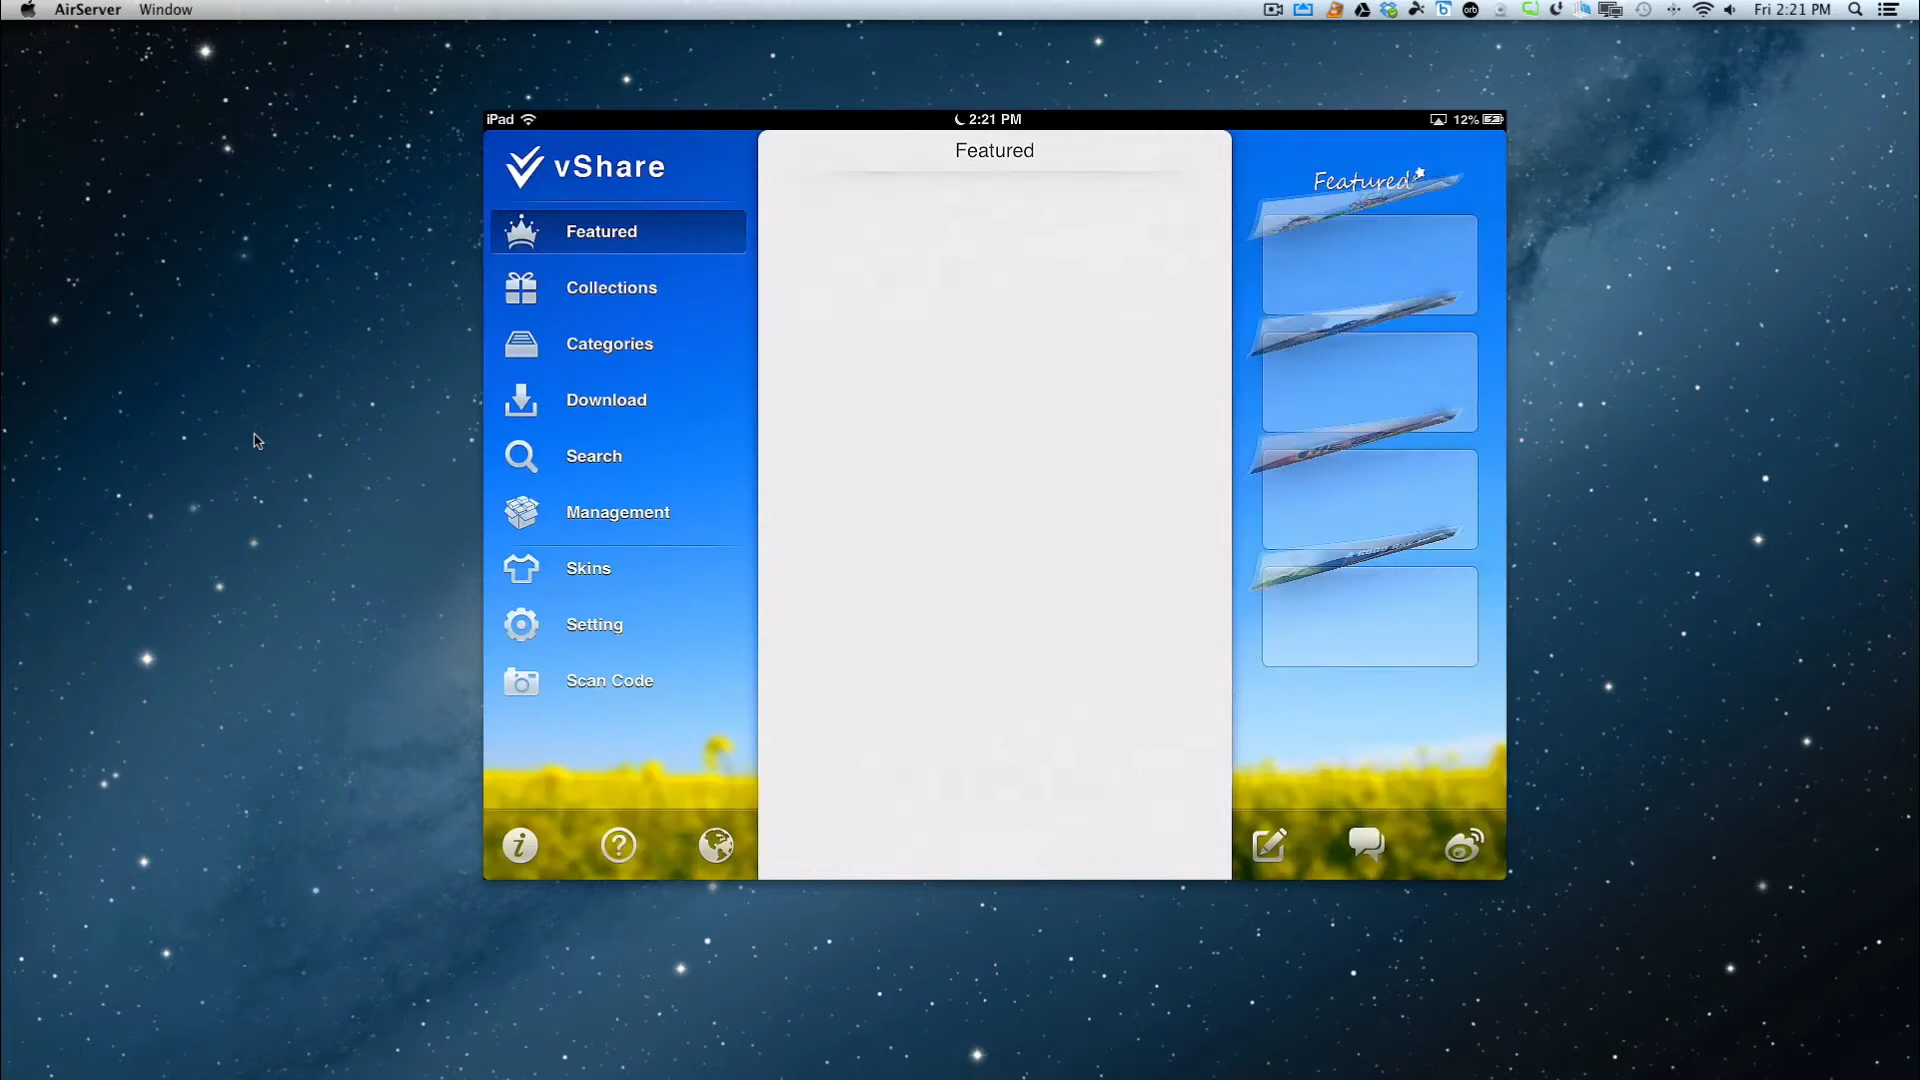 AirServer Window
orb
Fri 2:21 PM
iPad
2:21 PM
12%
vShare
Featured
Collections
Categories
Download
Search
Management
Skins
Setting
Scan Code
Featured
Featured